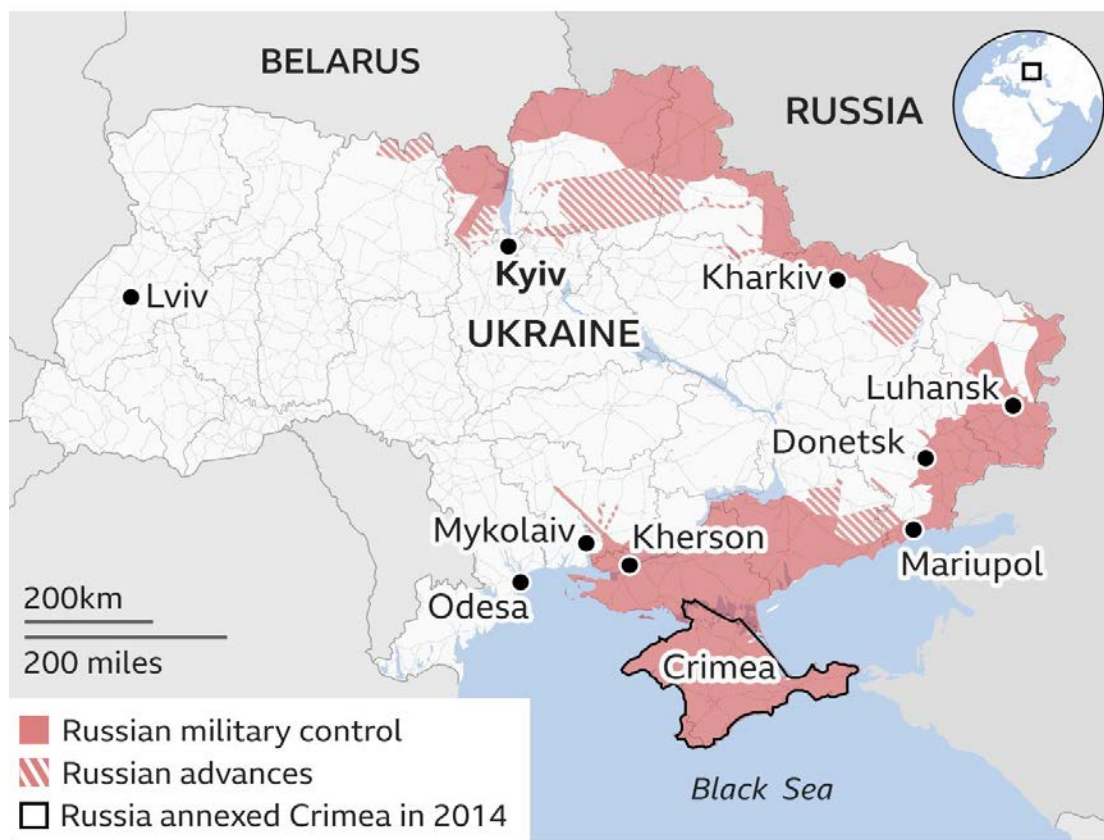 BELARUS
RUSSIA
Kyiv
Lviv
Kharkiv
UKRAINE
Luhansk
Donetsk
Mykolaiv
Kherson
Mariupol
Odesa
200km
200 miles
Crimea
Russian military control
Russian advances
Black Sea
Russia annexed Crimea in 2014